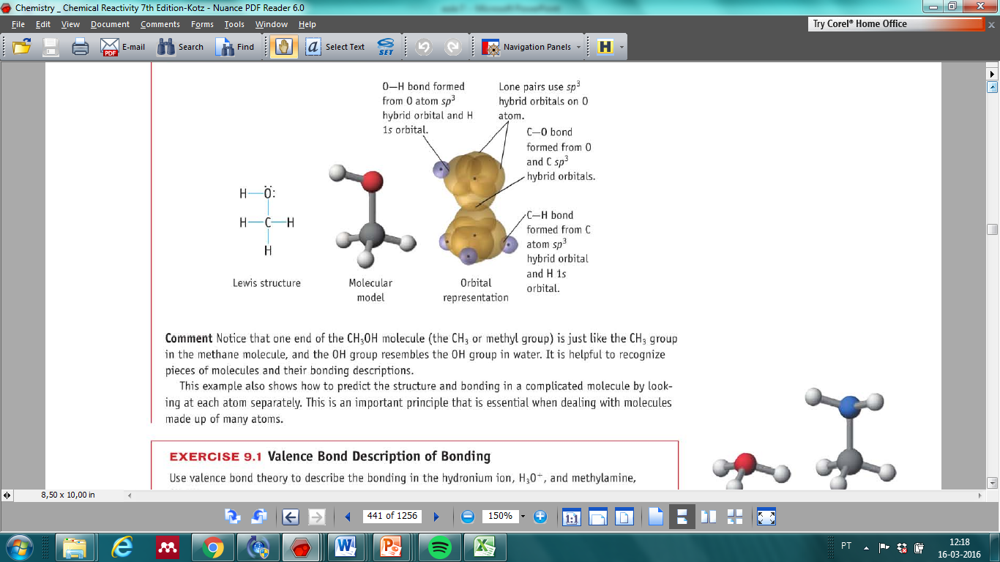 Chemistry _ Chemical Reactivity 7th Edition-Kotz - Nuance PDF Reader 6.0
File Edit View Document Comments Forms Tools Window Help
Try Corel® Home Office
PDF E-mail Search Find a Select Text SET Navigation Panels H
O—H bond formed
from O atom sp³
hybrid orbital and H
1s orbital.
Lone pairs use sp³
hybrid orbitals on O
atom.
C—O bond
formed from O
and C sp³
hybrid orbitals.
C—H bond
formed from C
atom sp³
hybrid orbital
and H 1s
orbital.
H—Ö:
H—C—H
H
Lewis structure
Molecular
model
Orbital
representation
Comment Notice that one end of the CH₃OH molecule (the CH₃ or methyl group) is just like the CH₃ group
in the methane molecule, and the OH group resembles the OH group in water. It is helpful to recognize
pieces of molecules and their bonding descriptions.
This example also shows how to predict the structure and bonding in a complicated molecule by look-
ing at each atom separately. This is an important principle that is essential when dealing with molecules
made up of many atoms.
EXERCISE 9.1 Valence Bond Description of Bonding
Use valence bond theory to describe the bonding in the hydronium ion, H₃O⁺, and methylamine,
8,50 x 10,00 in
441 of 1256
150%
1:1
PT
12:18
16-03-2016